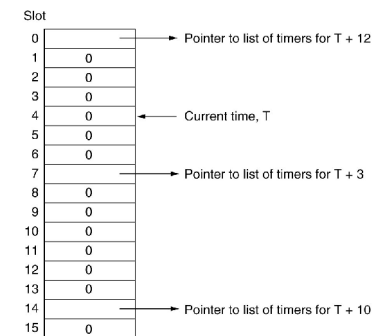 Slot
0 Pointer to list of timers for T + 12
1 0
2 0
3 0
4 0 Current time, T
5 0
6 0
7 Pointer to list of timers for T + 3
8 0
9 0
10 0
11 0
12 0
13 0
14 Pointer to list of timers for T + 10
15 0